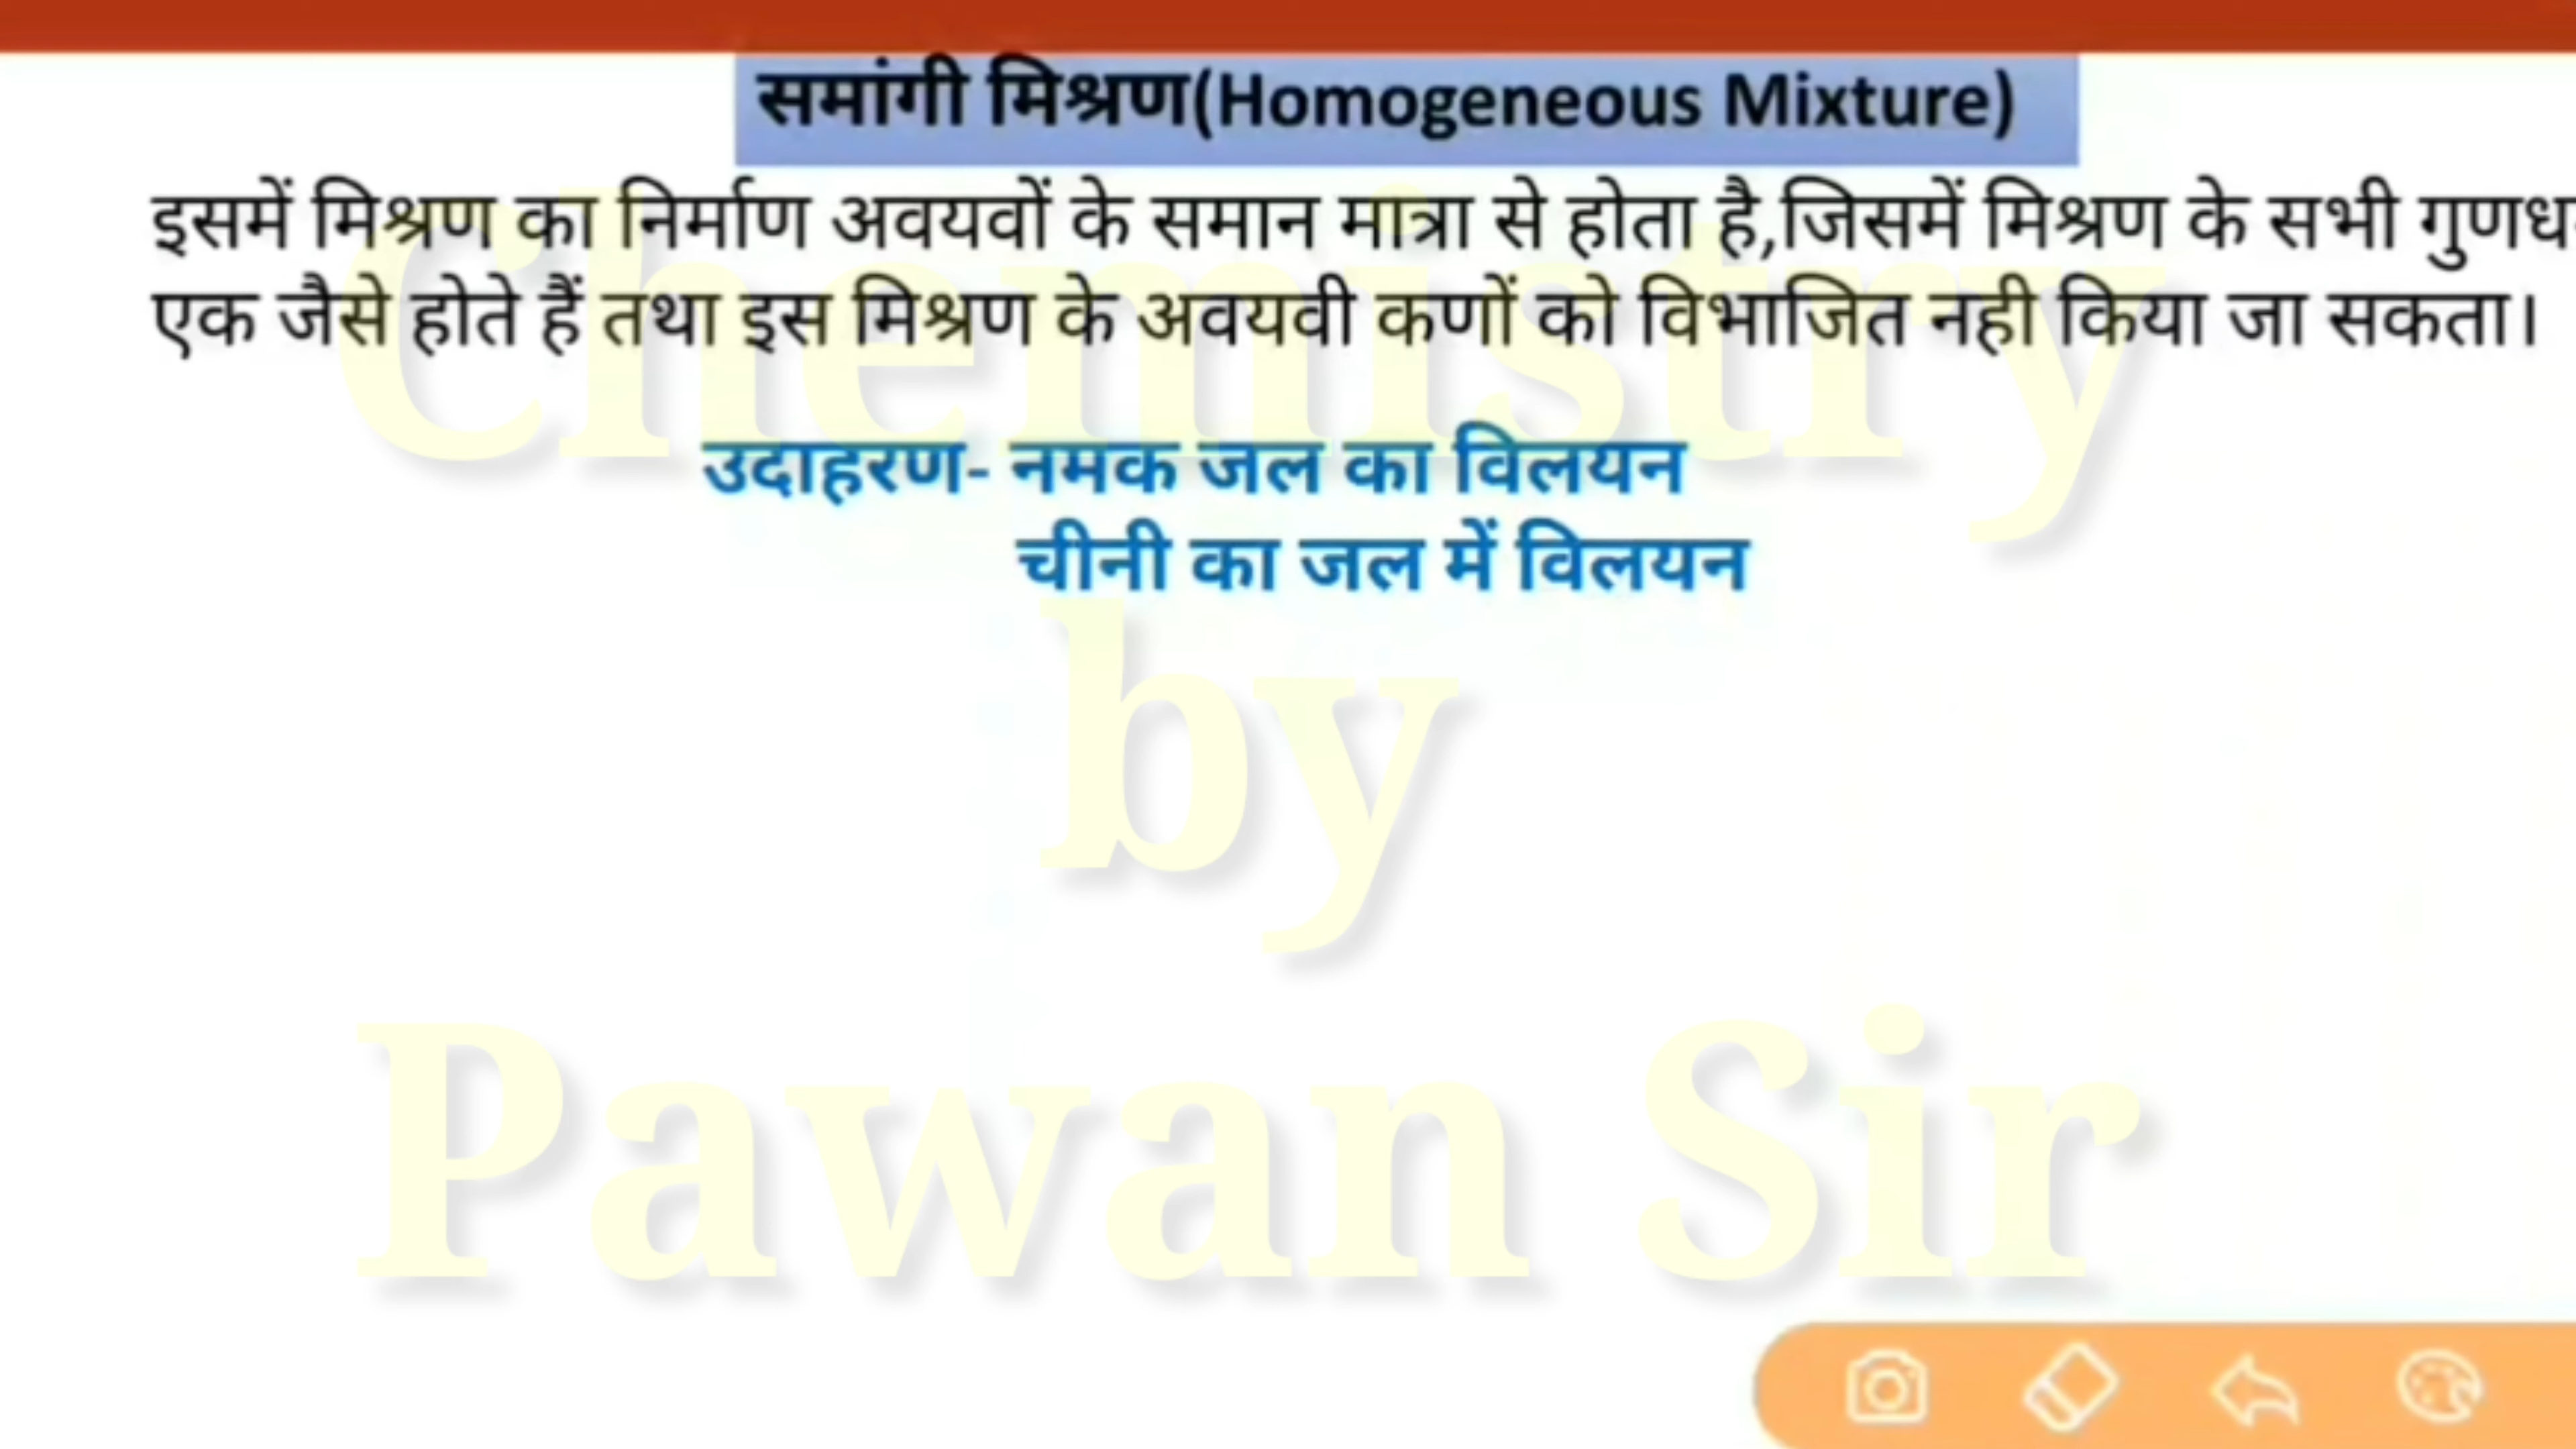 समांगी मिश्रण(Homogeneous Mixture)
इसमें मिश्रण का निर्माण अवयवों के समान मात्रा से होता है,जिसमें मिश्रण के सभी
एक जैसे होते हैं तथा इस मिश्रण के अवयवी कणों को विभाजित नही किया जा सकता।
उदाहरण- नमक जल का विलयन
चीनी का जल में विलयन
Chemistry
by
Pawan Sir